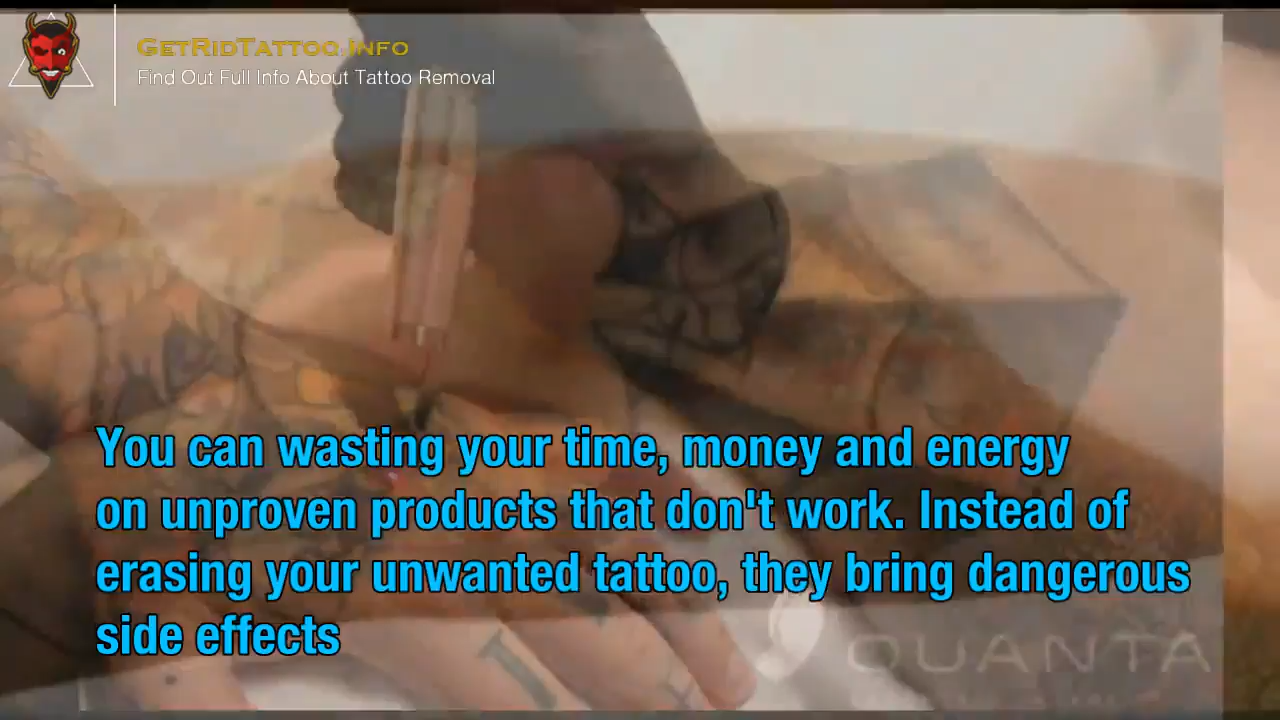 GetRidTattoo.Info
Find Out Full Info About Tattoo Removal
You can wasting your time, money and energy
on unproven products that don't work. Instead of
erasing your unwanted tattoo, they bring dangerous
side effects
QUANTA